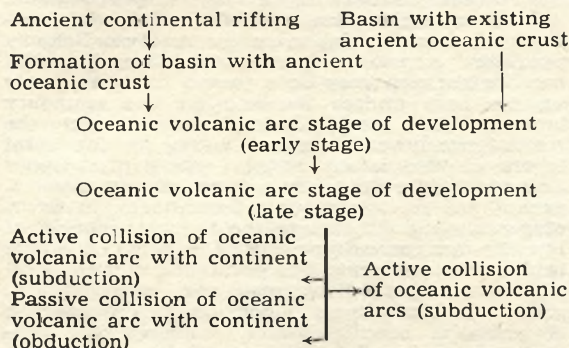 Ancient continental rifting
Formation of basin with ancient
oceanic crust
Basin with existing
ancient oceanic crust
Oceanic volcanic arc stage of development
(early stage)
Oceanic volcanic arc stage of development
(late stage)
Active collision of oceanic
volcanic arc with continent
(subduction)
Passive collision of oceanic
volcanic arc with continent
(obduction)
Active collision
of oceanic volcanic
arcs (subduction)